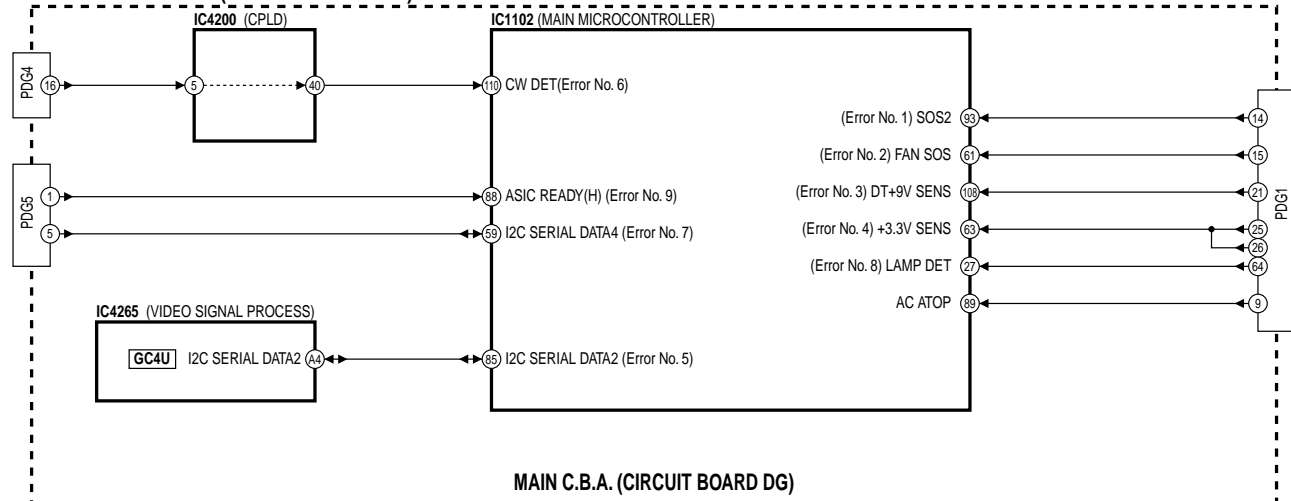 IC4200 (CPLD)
IC1102 (MAIN MICROCONTROLLER)
PDG4
16
5
40
110
CW DET(Error No. 6)
(Error No. 1) SOS2
93
14
(Error No. 2) FAN SOS
61
15
PDG5
1
88
ASIC READY(H) (Error No. 9)
(Error No. 3) DT+9V SENS
108
21
PDG1
5
59
I2C SERIAL DATA4 (Error No. 7)
(Error No. 4) +3.3V SENS
63
25
26
(Error No. 8) LAMP DET
27
64
AC ATOP
89
9
IC4265 (VIDEO SIGNAL PROCESS)
GC4U
I2C SERIAL DATA2
A4
85
I2C SERIAL DATA2 (Error No. 5)
MAIN C.B.A. (CIRCUIT BOARD DG)